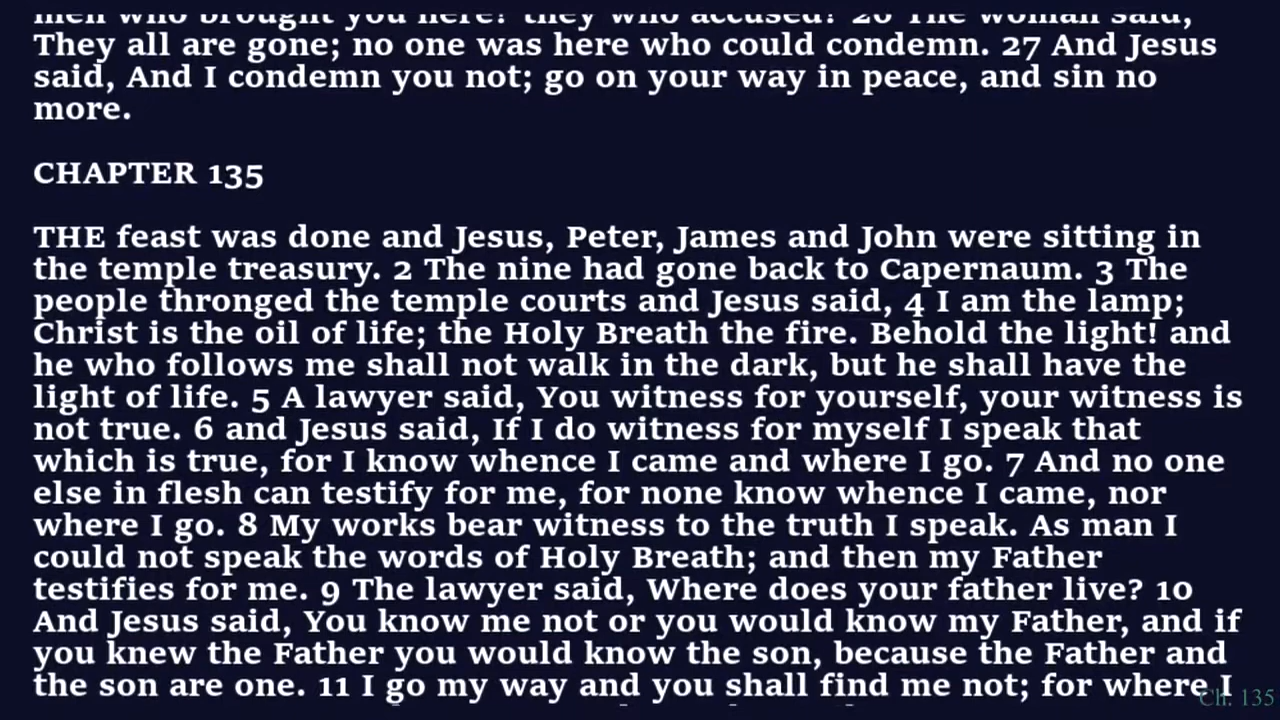 men who brought you here? they who accused? 26 The woman said,
They all are gone; no one was here who could condemn. 27 And Jesus
said, And I condemn you not; go on your way in peace, and sin no
more.
CHAPTER 135
THE feast was done and Jesus, Peter, James and John were sitting in
the temple treasury. 2 The nine had gone back to Capernaum. 3 The
people thronged the temple courts and Jesus said, 4 I am the lamp;
Christ is the oil of life; the Holy Breath the fire. Behold the light! and
he who follows me shall not walk in the dark, but he shall have the
light of life. 5 A lawyer said, You witness for yourself, your witness is
not true. 6 and Jesus said, If I do witness for myself I speak that
which is true, for I know whence I came and where I go. 7 And no one
else in flesh can testify for me, for none know whence I came, nor
where I go. 8 My works bear witness to the truth I speak. As man I
could not speak the words of Holy Breath; and then my Father
testifies for me. 9 The lawyer said, Where does your father live? 10
And Jesus said, You know me not or you would know my Father, and if
you knew the Father you would know the son, because the Father and
the son are one. 11 I go my way and you shall find me not; for where I
Ch. 135